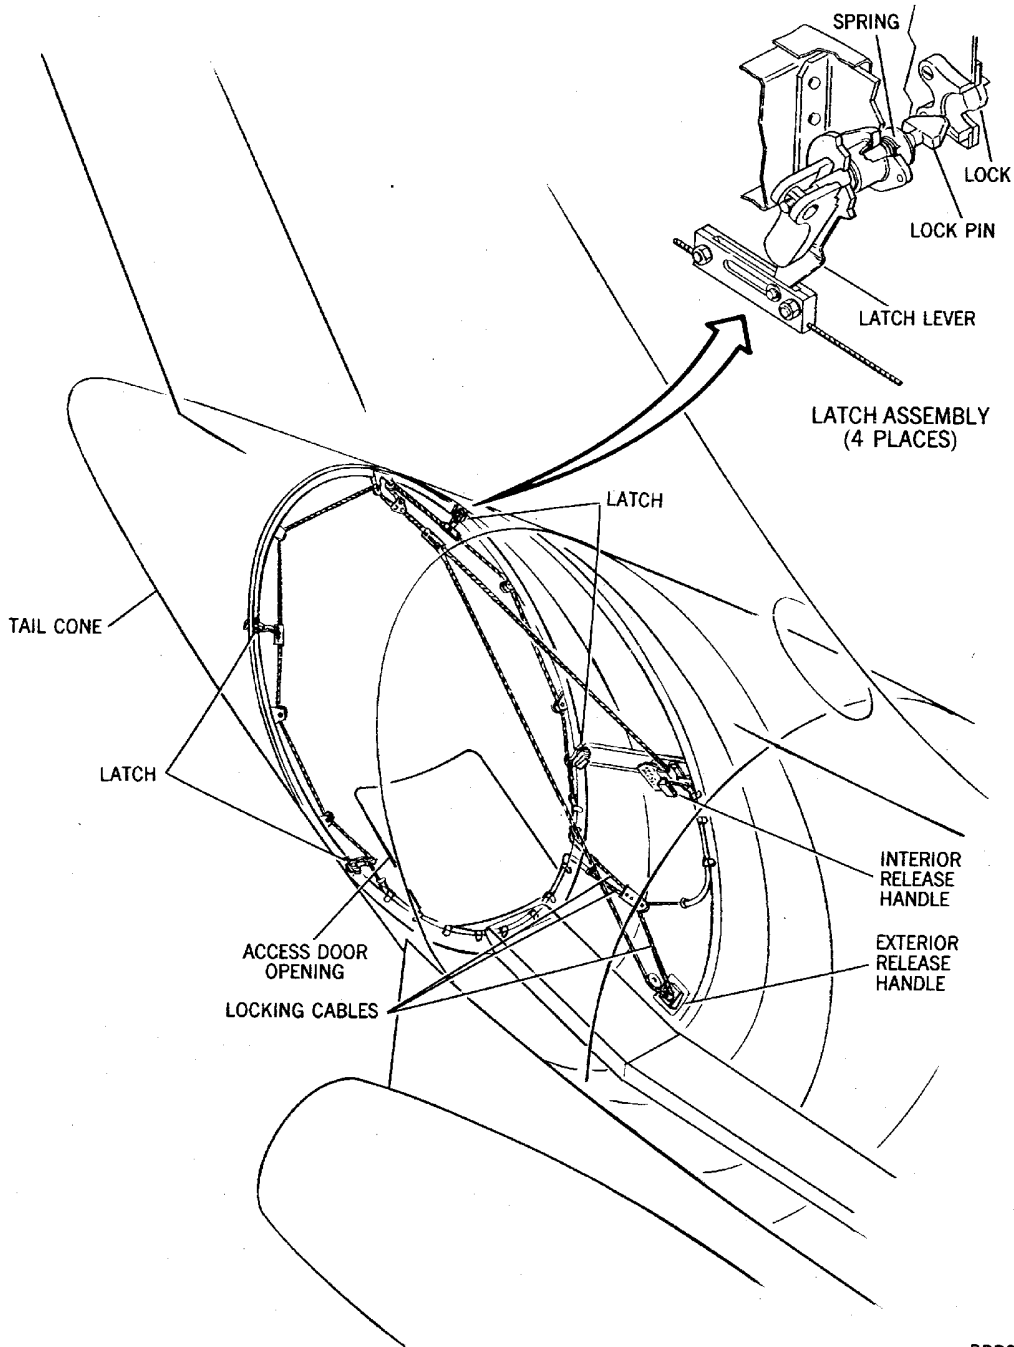 SPRING
LOCK
LOCK PIN
LATCH LEVER
LATCH ASSEMBLY
(4 PLACES)
LATCH
TAIL CONE
LATCH
INTERIOR
RELEASE
HANDLE
ACCESS DOOR
OPENING
EXTERIOR
RELEASE
HANDLE
LOCKING CABLES